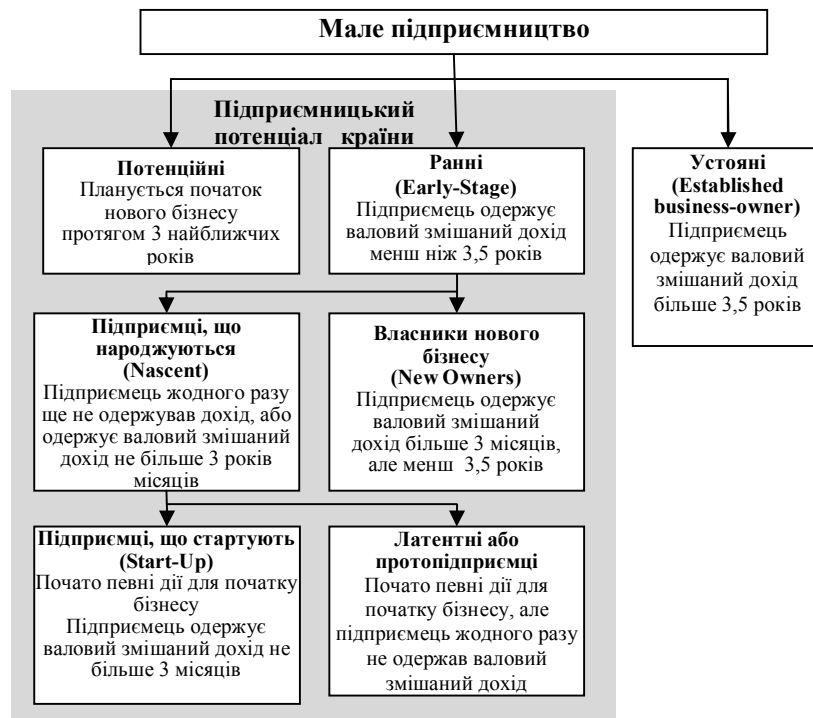 Мале підприємництво
Підприємницький
потенціал країни
Потенційні
Планується початок
нового бізнесу
протягом 3 найближчих
років
Ранні
(Early-Stage)
Підприємець одержує
валовий змішаний дохід
менш ніж 3,5 років
Устояні
(Established
business-owner)
Підприємець
одержує валовий
змішаний дохід
більше 3,5 років
Підприємці, що
народжуються
(Nascent)
Підприємець жодного разу
ще не одержував дохід, або
одержує валовий змішаний
дохід не більше 3 років
місяців
Власники нового
бізнесу
(New Owners)
Підприємець одержує
валовий змішаний
дохід більше 3 місяців,
але менш 3,5 років
Підприємці, що стартують
(Start-Up)
Почато певні дії для початку
бізнесу
Підприємець одержує
валовий змішаний дохід не
більше 3 місяців
Латентні або
протопідприємці
Почато певні дії для
початку бізнесу, але
підприємець жодного разу
не одержав валовий
змішаний дохід